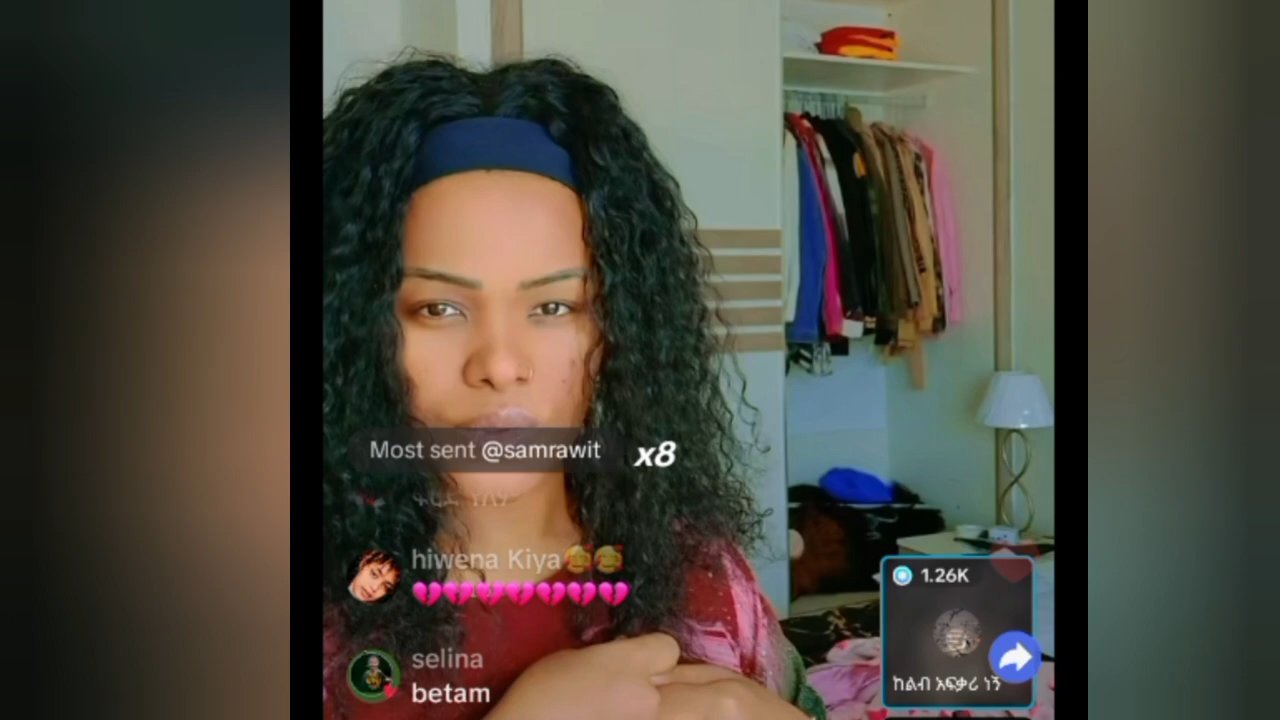 Most sent @samrawit
x8
hiwena Kiya🥰🥰
💔💔💔💔💔💔💔
selina
betam
1.26K
ከልብ አፍቃሪ ነኝ